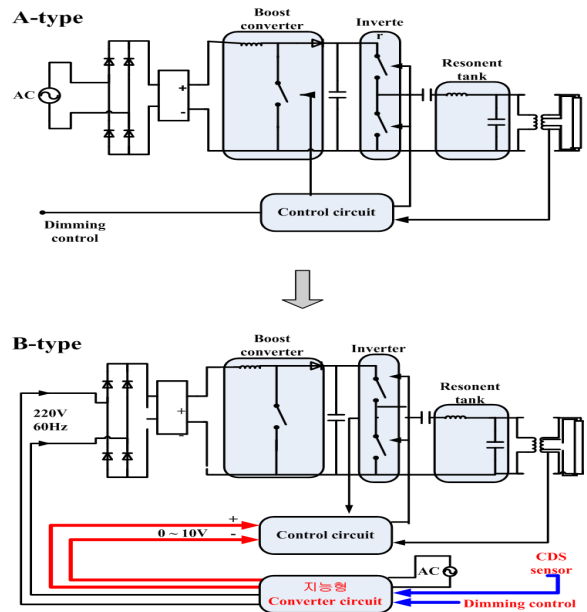 A-type
Boost
converter
Inverte
r
Resonent
tank
AC
+
-
Control circuit
Dimming
control
B-type
Boost
converter
Inverter
Resonent
tank
220V
60Hz
+
-
+
0 ~ 10V
-
Control circuit
지능형
Converter circuit
AC
CDS
sensor
Dimming control